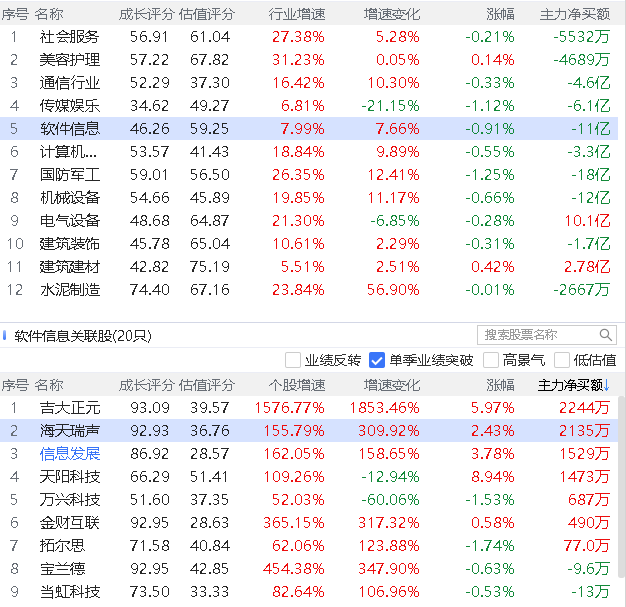 序号 名称 成长评分 估值评分 行业增速 增速变化 涨幅 主力净买额
1 社会服务 56.91 61.04 27.38% 5.28% -0.21% -5532万
2 美容护理 57.22 67.82 31.23% 0.05% 0.14% -4689万
3 通信行业 52.29 37.30 16.42% 10.30% -0.33% -4.6亿
4 传媒娱乐 34.62 49.27 6.81% -21.15% -1.12% -6.1亿
5 软件信息 46.26 59.25 7.99% 7.66% -0.91% -11亿
6 计算机... 53.57 41.43 18.84% 9.89% -0.55% -3.3亿
7 国防军工 59.01 56.50 26.35% 12.41% -1.25% -18亿
8 机械设备 54.66 45.89 19.85% 11.17% -0.66% -12亿
9 电气设备 48.68 64.87 21.30% -6.85% -0.28% 10.1亿
10 建筑装饰 45.78 65.04 10.61% 2.29% -0.31% -1.7亿
11 建筑建材 42.82 75.19 5.51% 2.51% 0.42% 2.78亿
12 水泥制造 74.40 67.16 23.84% 56.90% -0.01% -2667万
软件信息关联股(20只) 搜索股票名称
业绩反转 单季业绩突破 高景气 低估值
序号 名称 成长评分 估值评分 个股增速 增速变化 涨幅 主力净买额↓
1 吉大正元 93.09 39.57 1576.77% 1853.46% 5.97% 2244万
2 海天瑞声 92.93 36.76 155.79% 309.92% 2.43% 2135万
3 信息发展 86.92 28.57 162.05% 158.65% 3.78% 1529万
4 天阳科技 66.29 51.41 109.26% -12.94% 8.94% 1473万
5 万兴科技 51.60 37.35 52.03% -60.06% -1.53% 687万
6 金财互联 92.95 28.63 365.15% 317.32% 0.58% 490万
7 拓尔思 71.58 40.84 62.06% 123.88% -1.74% 77.0万
8 宝兰德 92.95 42.85 454.38% 347.90% -0.63% -9.6万
9 当虹科技 73.50 33.33 82.64% 106.96% -0.53% -13万